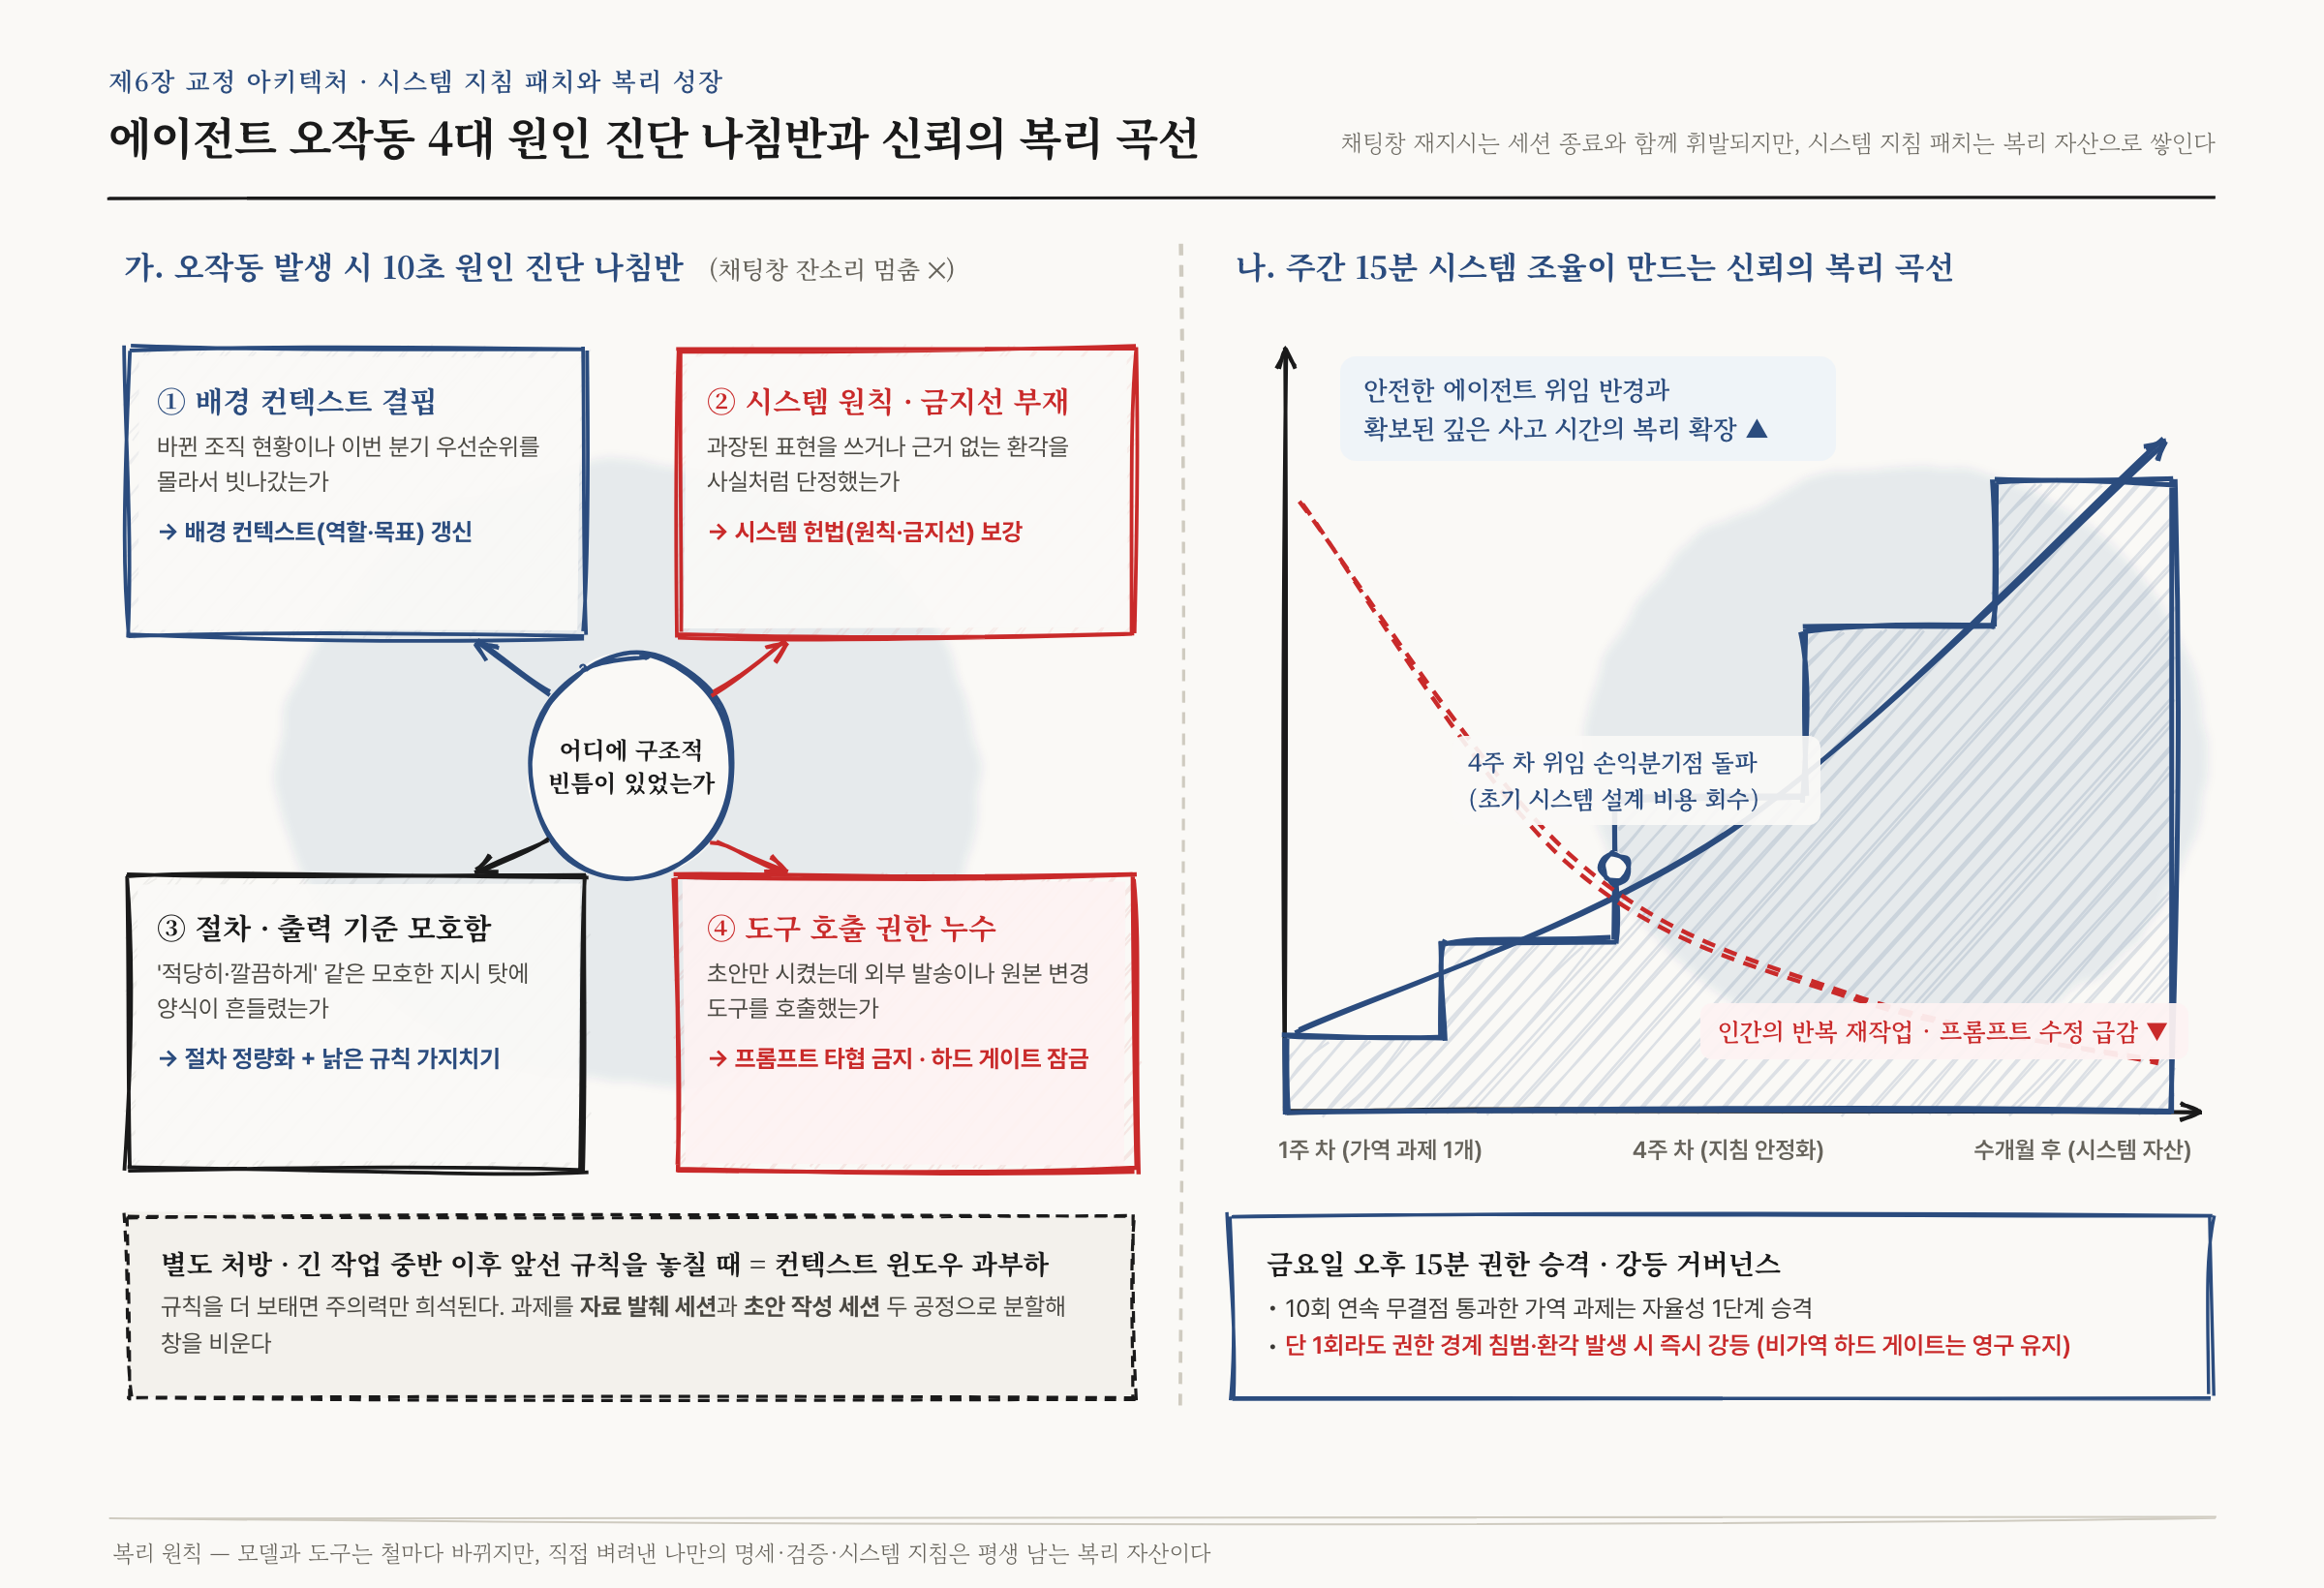 제6장 교정 아키텍처 · 시스템 지침 패치와 복리 성장
에이전트 오작동 4대 원인 진단 나침반과 신뢰의 복리 곡선
채팅창 재지시는 세션 종료와 함께 휘발되지만, 시스템 지침 패치는 복리 자산으로 쌓인다
가. 오작동 발생 시 10초 원인 진단 나침반 (채팅창 잔소리 멈춤 ×)
① 배경 컨텍스트 결핍
바뀐 조직 현황이나 이번 분기 우선순위를
몰라서 빗나갔는가
→ 배경 컨텍스트(역할·목표) 갱신
② 시스템 원칙 · 금지선 부재
과장된 표현을 쓰거나 근거 없는 환각을
사실처럼 단정했는가
→ 시스템 헌법(원칙·금지선) 보강
어디에 구조적
빈틈이 있었는가
③ 절차 · 출력 기준 모호함
'적당히·깔끔하게' 같은 모호한 지시 탓에
양식이 흔들렸는가
→ 절차 정량화 + 낡은 규칙 가지치기
④ 도구 호출 권한 누수
초안만 시켰는데 외부 발송이나 원본 변경
도구를 호출했는가
→ 프롬프트 타협 금지 · 하드 게이트 잠금
별도 처방 · 긴 작업 중반 이후 앞선 규칙을 놓칠 때 = 컨텍스트 윈도우 과부하
규칙을 더 보태면 주의력만 희석된다. 과제를 자료 발췌 세션과 초안 작성 세션 두 공정으로 분할해
창을 비운다
나. 주간 15분 시스템 조율이 만드는 신뢰의 복리 곡선
안전한 에이전트 위임 반경과
확보된 깊은 사고 시간의 복리 확장 ▲
4주 차 위임 손익분기점 돌파
(초기 시스템 설계 비용 회수)
인간의 반복 재작업 · 프롬프트 수정 급감 ▼
1주 차 (가역 과제 1개)
4주 차 (지침 안정화)
수개월 후 (시스템 자산)
금요일 오후 15분 권한 승격 · 강등 거버넌스
• 10회 연속 무결점 통과한 가역 과제는 자율성 1단계 승격
• 단 1회라도 권한 경계 침범·환각 발생 시 즉시 강등 (비가역 하드 게이트는 영구 유지)
복리 원칙 — 모델과 도구는 철마다 바뀌지만, 직접 벼려낸 나만의 명세·검증·시스템 지침은 평생 남는 복리 자산이다